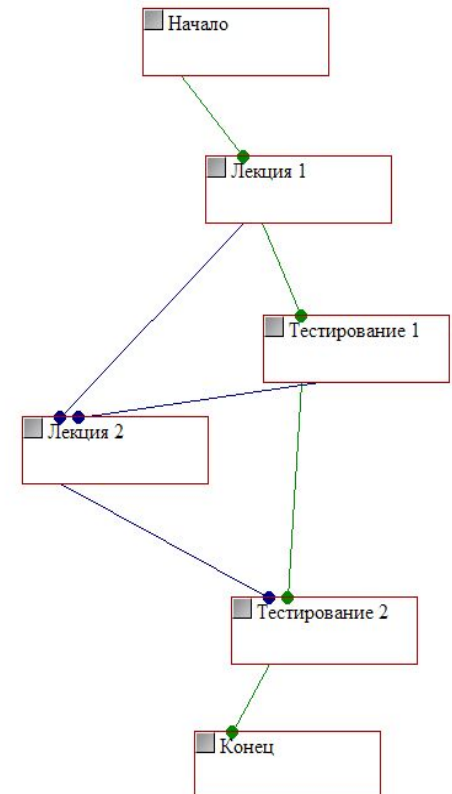 Начало
Лекция 1
Тестирование 1
Лекция 2
Тестирование 2
Конец